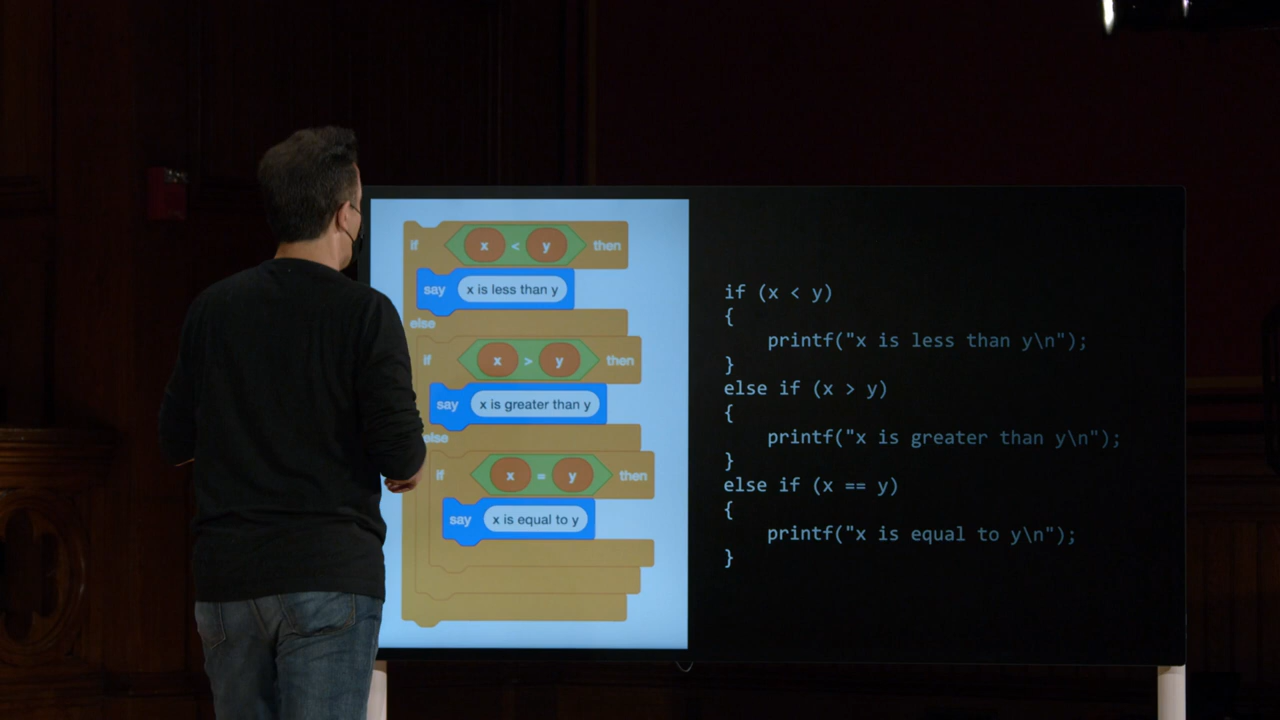 if x < y then
say x is less than y
else
if x > y then
say x is greater than y
else
if x = y then
say x is equal to y
if (x < y)
{
    printf("x is less than y\n");
}
else if (x > y)
{
    printf("x is greater than y\n");
}
else if (x == y)
{
    printf("x is equal to y\n");
}